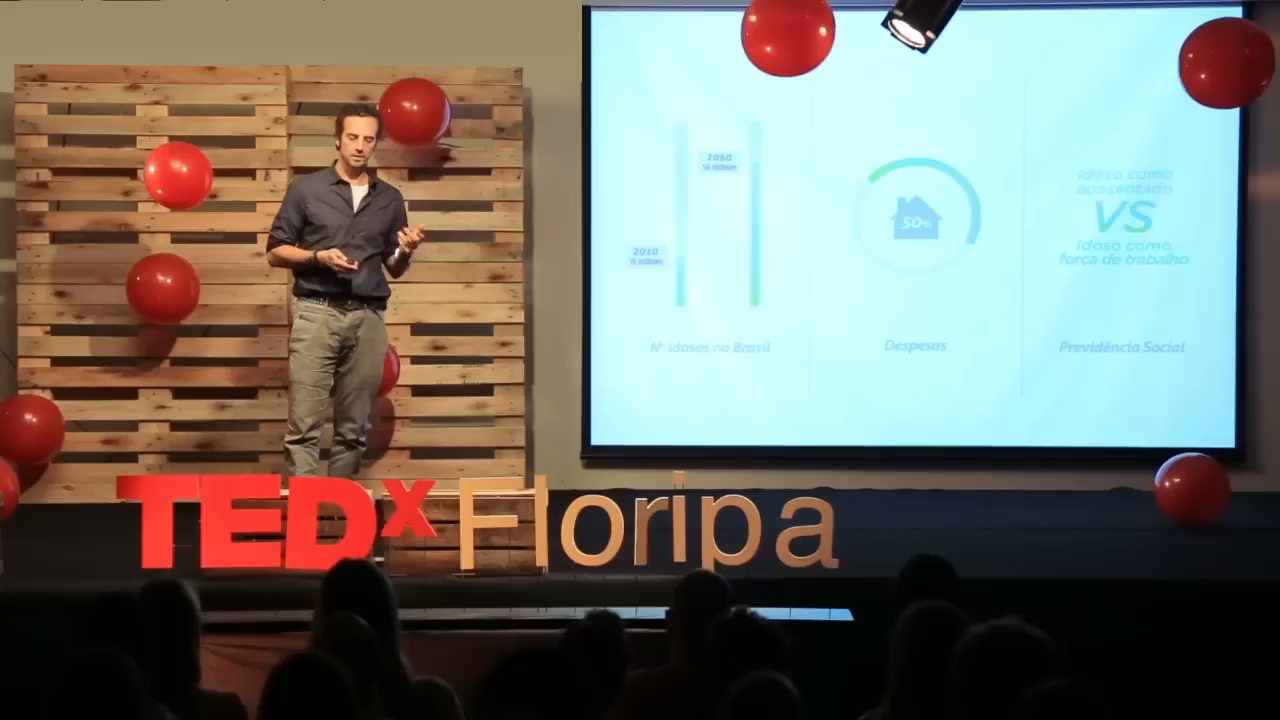 2050
2010
50%
Nº idosos no Brasil
Despesas
idoso como
aposentado
VS
idoso como
força de trabalho
Previdência Social
TEDx Floripa